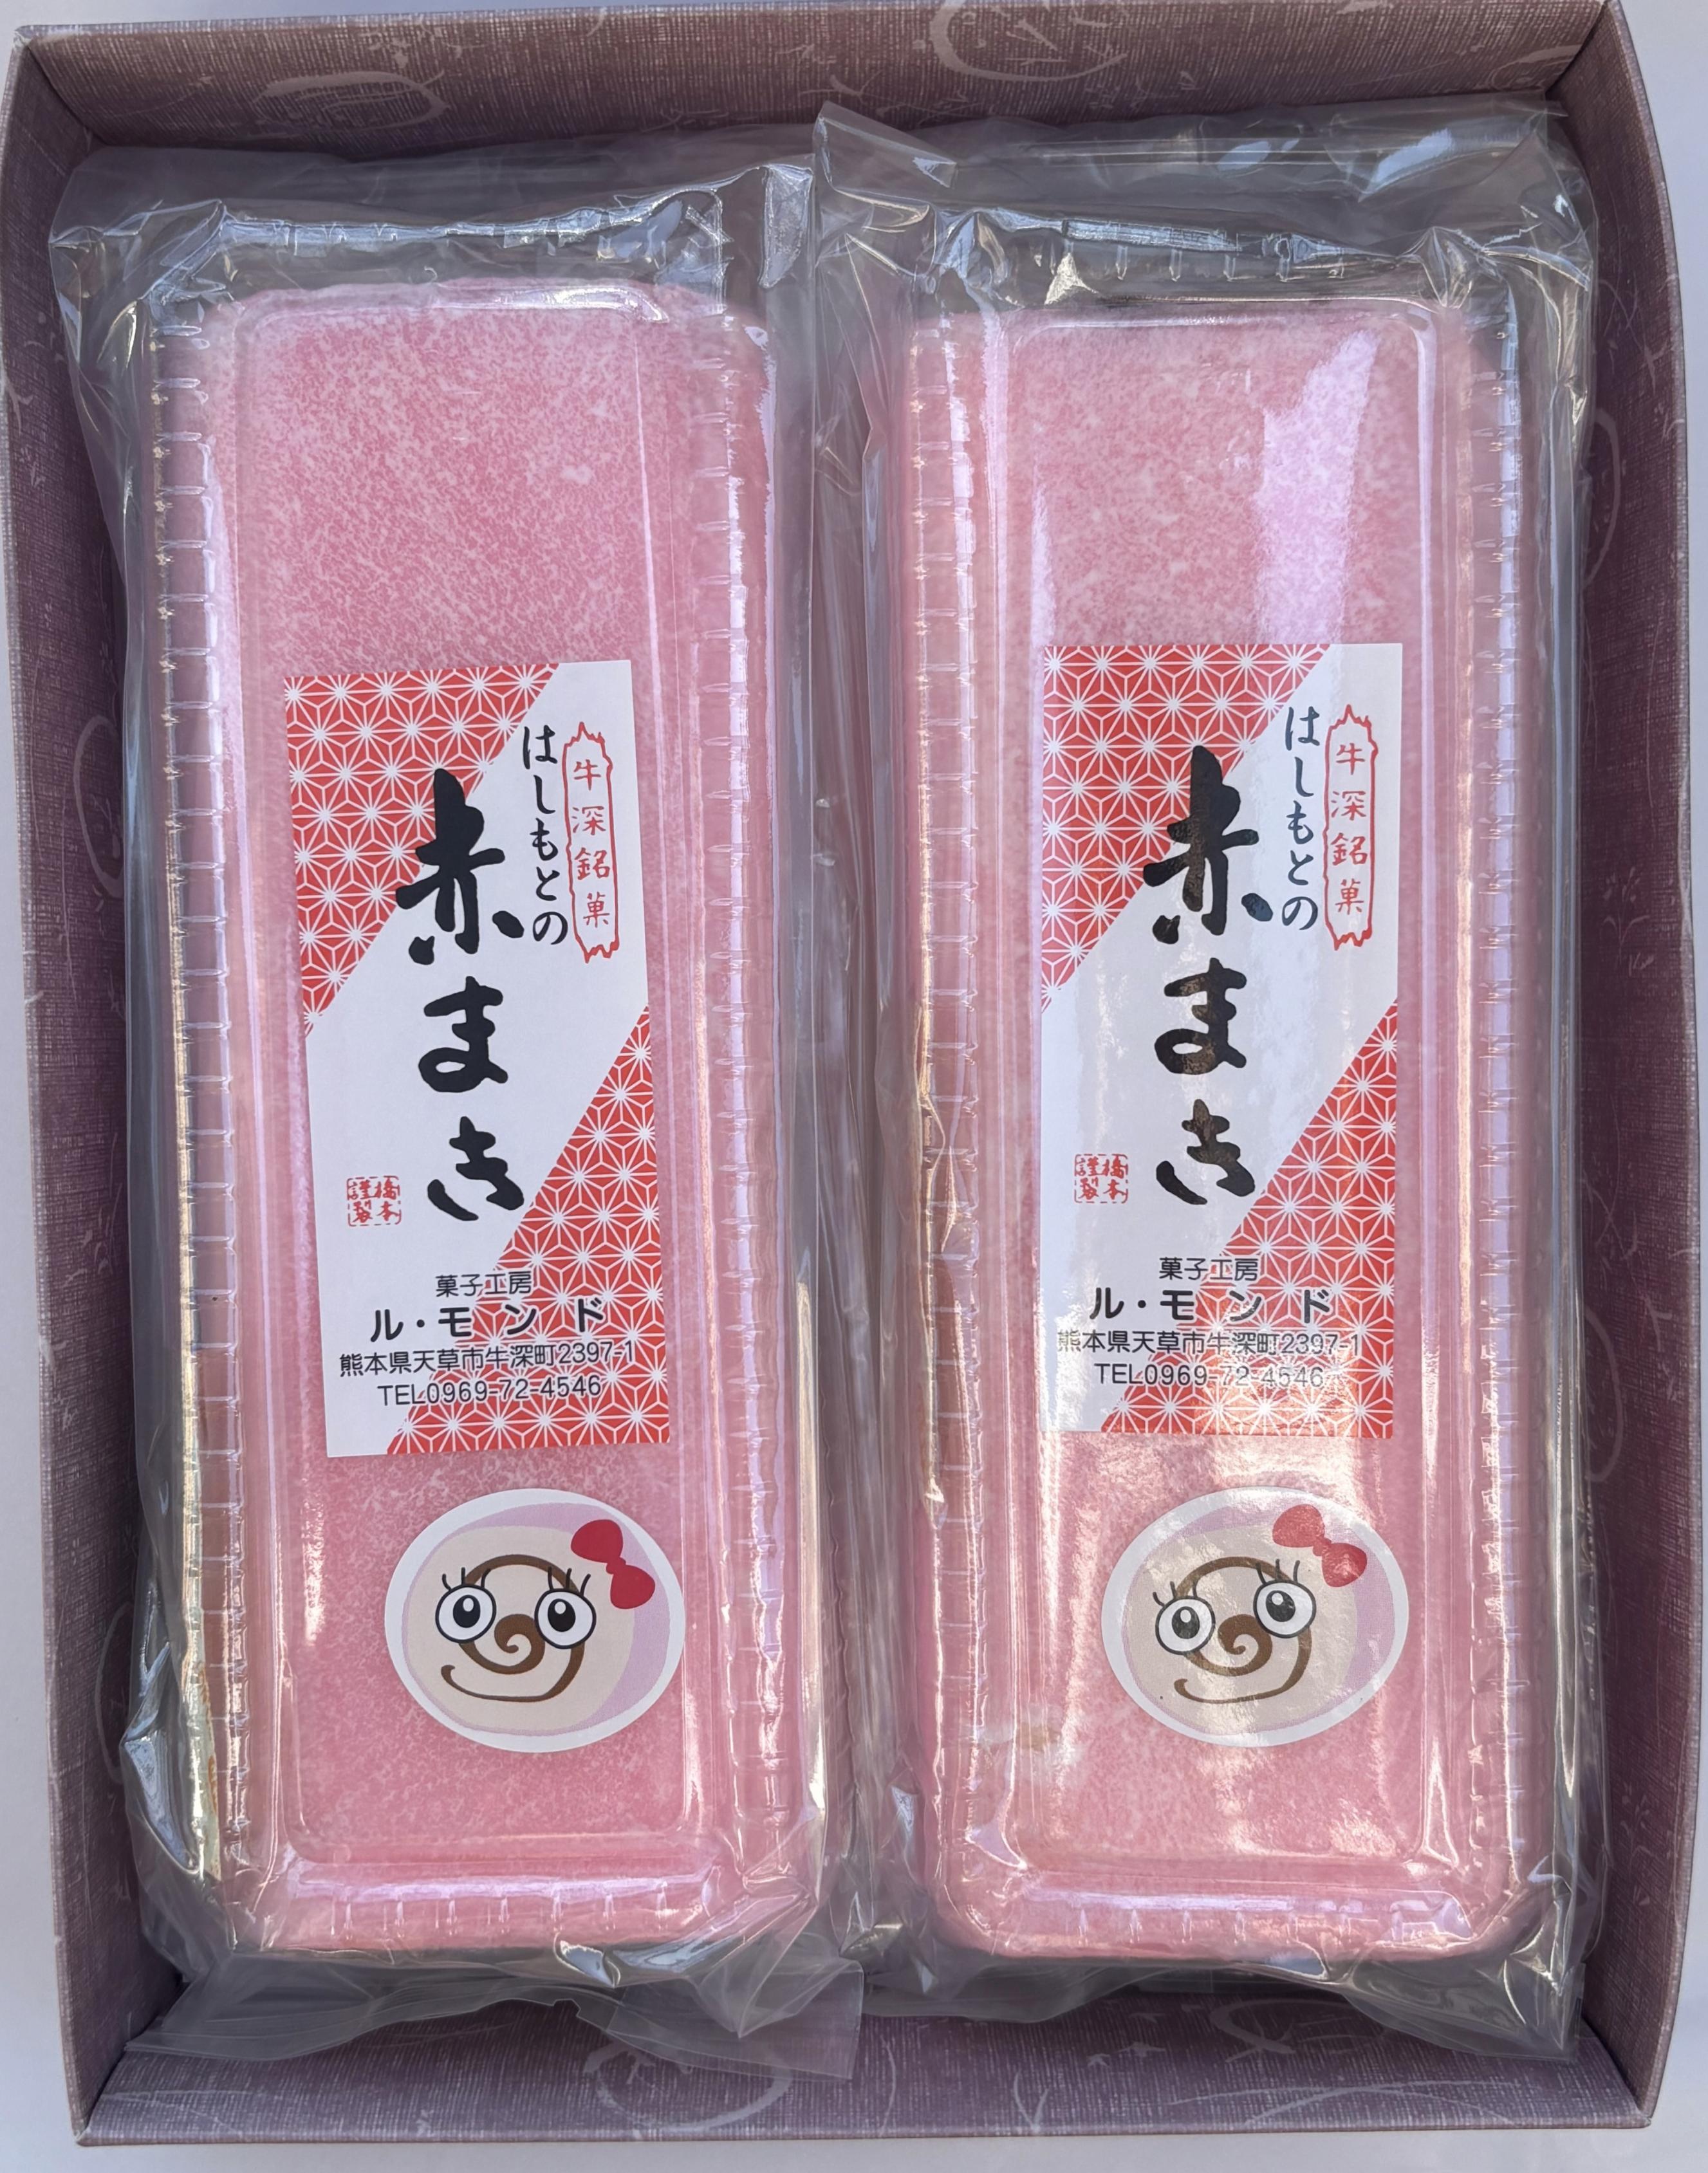 牛深銘菓
はしもとの
赤まき
橋本
謹製
菓子工房
ル・モンド
熊本県天草市牛深町2397-1
TEL0969-72-4546
牛深銘菓
はしもとの
赤まき
橋本
謹製
菓子工房
ル・モンド
熊本県天草市牛深町2397-1
TEL0969-72-4546